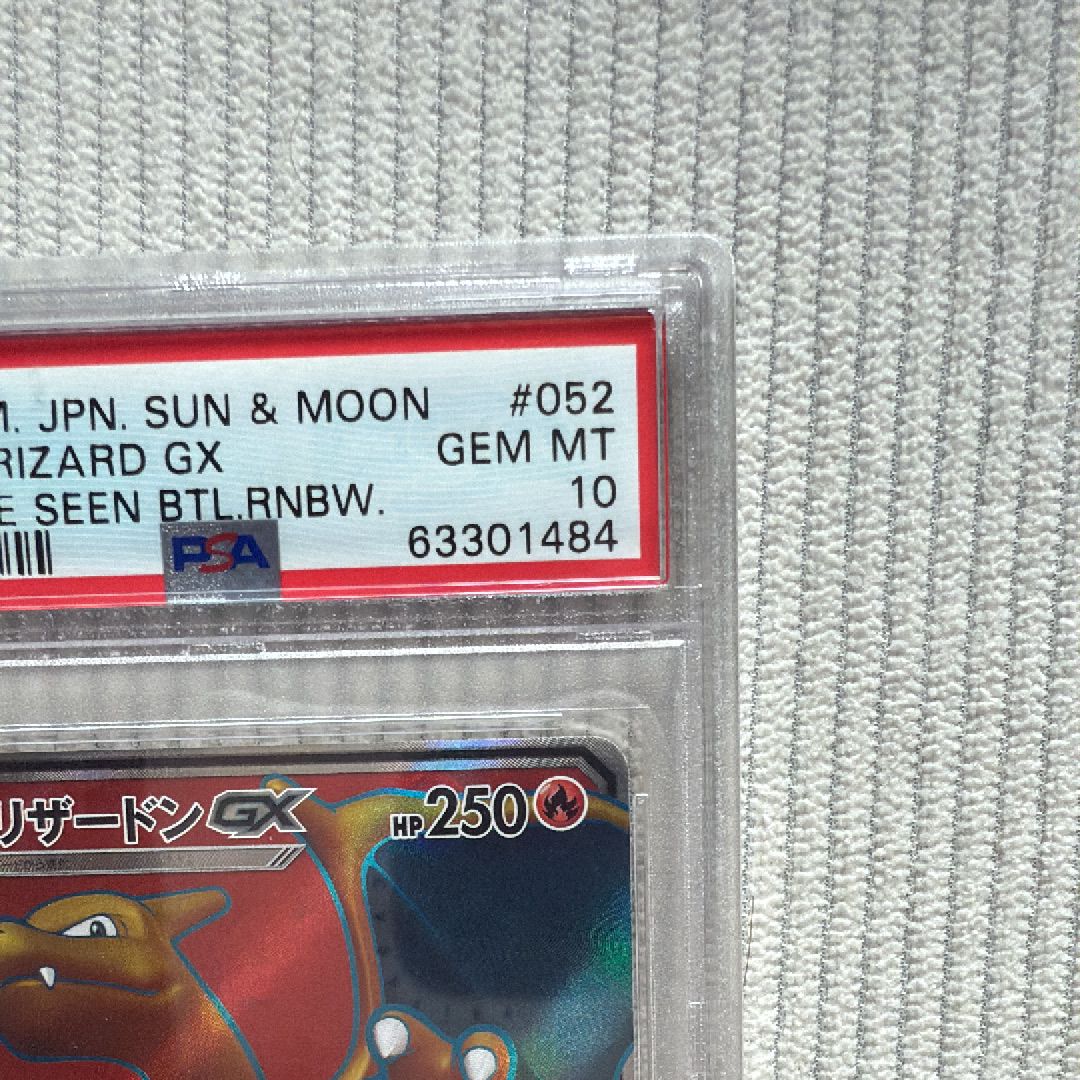 M. JPN. SUN & MOON #052
RIZARD GX GEM MT
E SEEN BTL.RNBW. 10
PSA 63301484
リザードンGX HP250